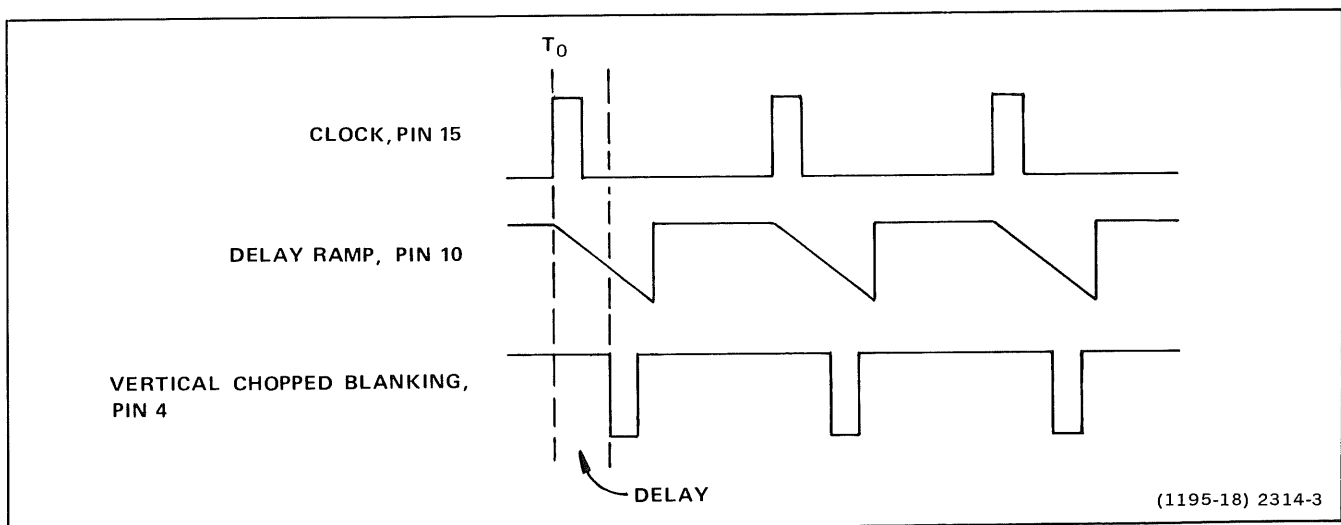 T0
CLOCK, PIN 15
DELAY RAMP, PIN 10
VERTICAL CHOPPED BLANKING,
PIN 4
DELAY
(1195-18) 2314-3